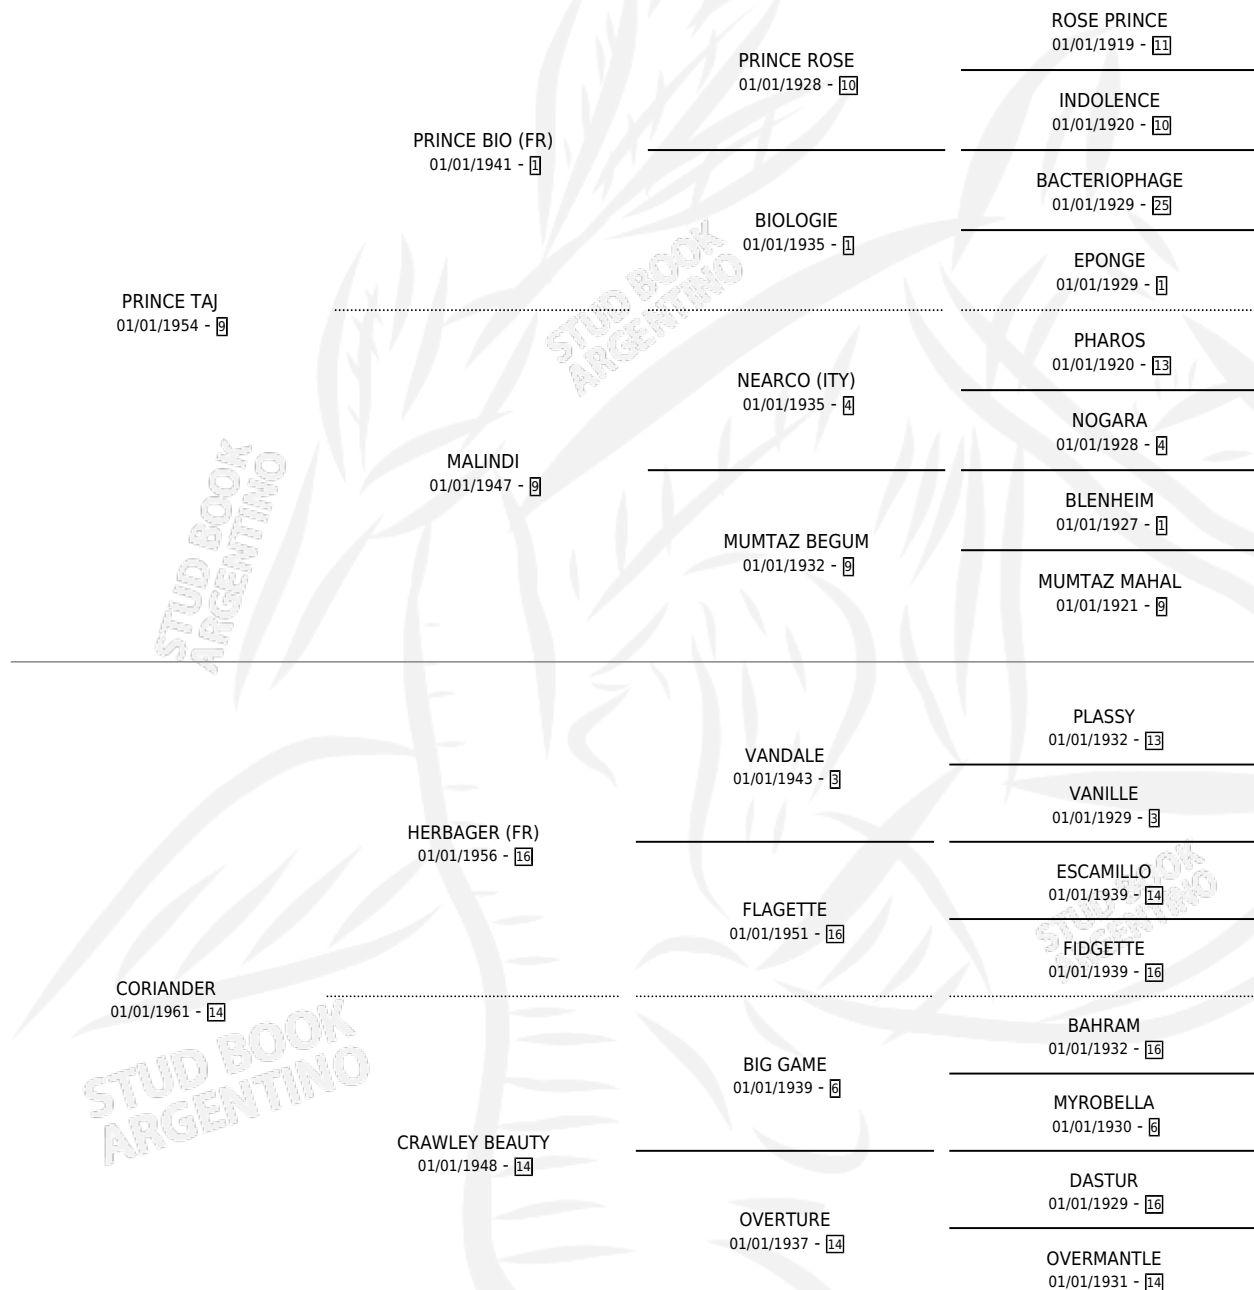 ROSE PRINCE
01/01/1919 - 11
PRINCE ROSE
01/01/1928 - 10
INDOLENCE
01/01/1920 - 10
PRINCE BIO (FR)
01/01/1941 - 1
BACTERIOPHAGE
01/01/1929 - 25
BIOLOGIE
01/01/1935 - 1
EPONGE
01/01/1929 - 1
PRINCE TAJ
01/01/1954 - 9
STUD BOOK
ARGENTINO
PHAROS
01/01/1920 - 13
NEARCO (ITY)
01/01/1935 - 4
NOGARA
01/01/1928 - 4
MALINDI
01/01/1947 - 9
STUD BOOK
ARGENTINO
BLENHEIM
01/01/1927 - 1
MUMTAZ BEGUM
01/01/1932 - 9
MUMTAZ MAHAL
01/01/1921 - 9
PLASSY
01/01/1932 - 13
VANDALE
01/01/1943 - 3
VANILLE
01/01/1929 - 3
HERBAGER (FR)
01/01/1956 - 16
ESCAMILLO
01/01/1939 - 14
STUD BOOK
ARGENTINO
FLAGETTE
01/01/1951 - 16
FIDGETTE
01/01/1939 - 16
CORIANDER
01/01/1961 - 14
STUD BOOK
ARGENTINO
BAHRAM
01/01/1932 - 16
BIG GAME
01/01/1939 - 6
MYROBELLA
01/01/1930 - 6
CRAWLEY BEAUTY
01/01/1948 - 14
DASTUR
01/01/1929 - 16
OVERTURE
01/01/1937 - 14
OVERMANTLE
01/01/1931 - 14